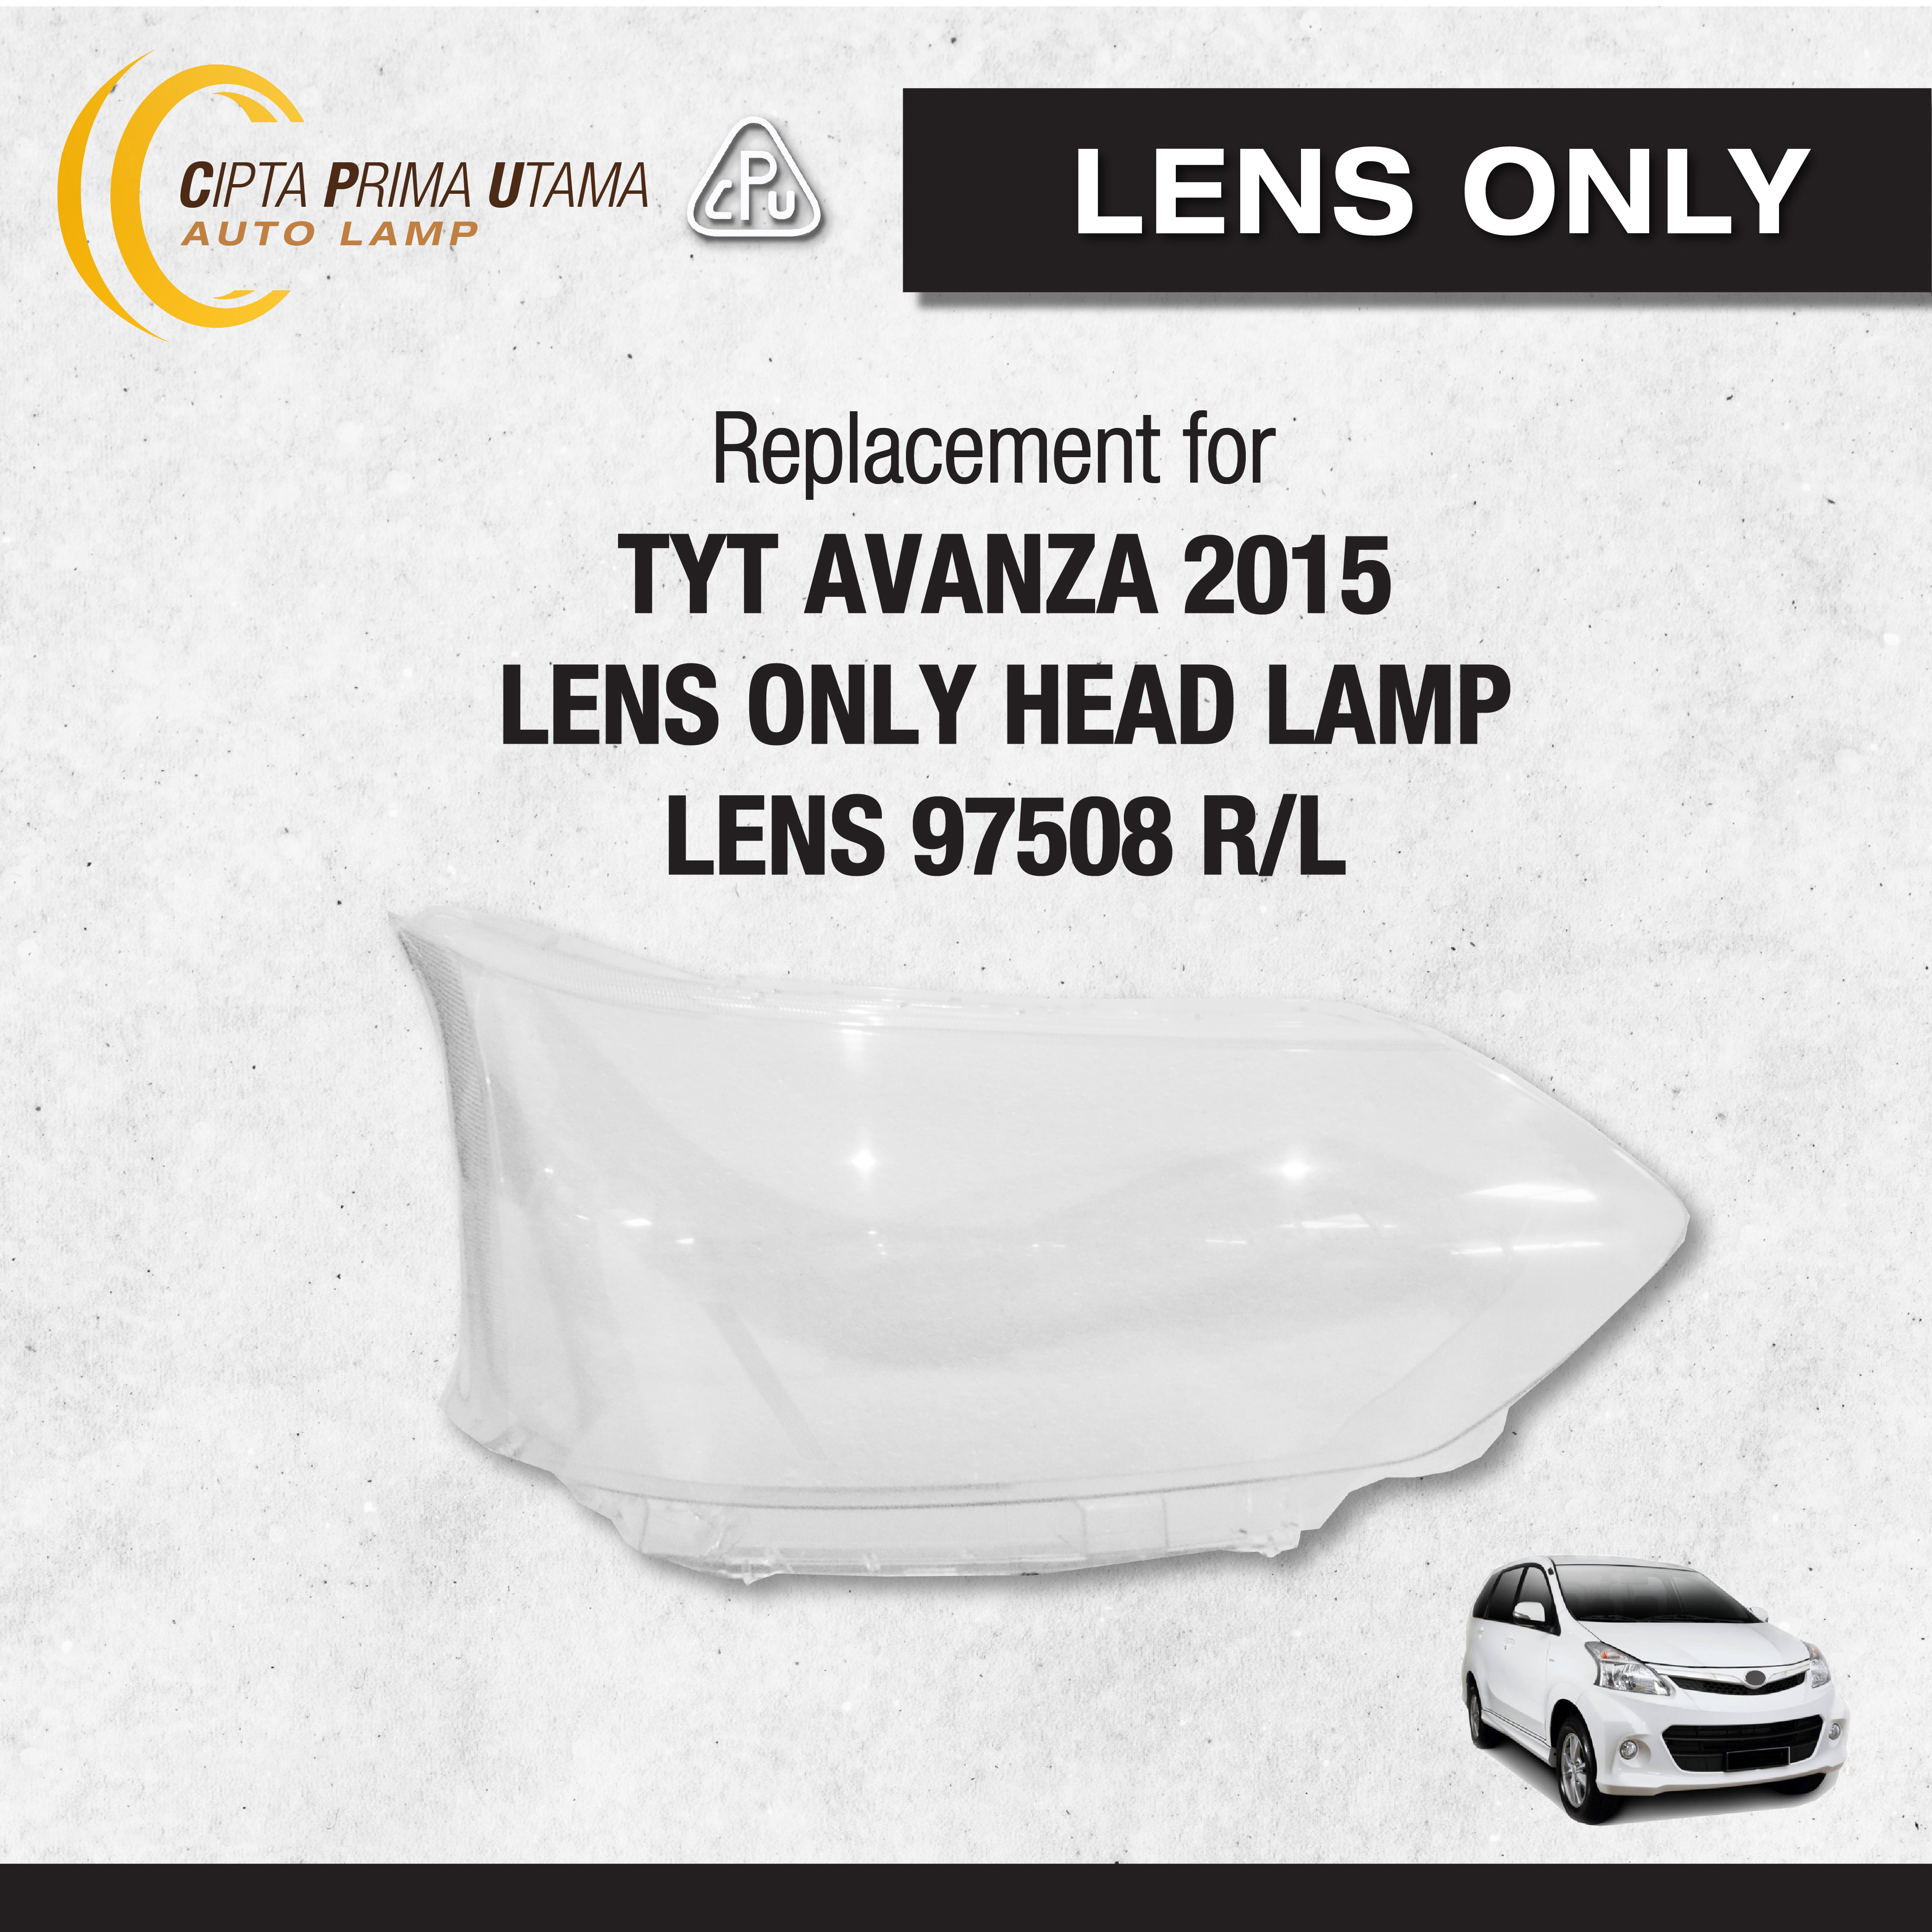 CIPTA PRIMA UTAMA
AUTO LAMP
CPU
LENS ONLY
Replacement for
TYT AVANZA 2015
LENS ONLY HEAD LAMP
LENS 97508 R/L